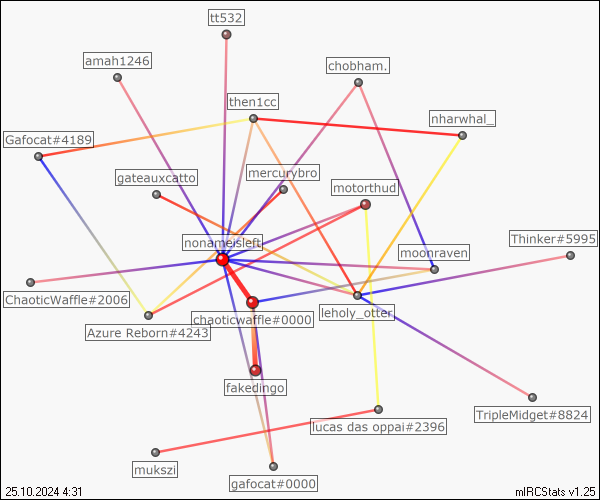 tt532
amah1246
chobham.
then1cc
nharwhal_
Gafocat#4189
mercurybro
gateauxcatto
motorthud
nonameisleft
Thinker#5995
moonraven
ChaoticWaffle#2006
leholy_otter
chaoticwaffle#0000
Azure Reborn#4243
fakedingo
TripleMidget#8824
lucas das oppai#2396
mukszi
gafocat#0000
25.10.2024 4:31
mIRCStats v1.25